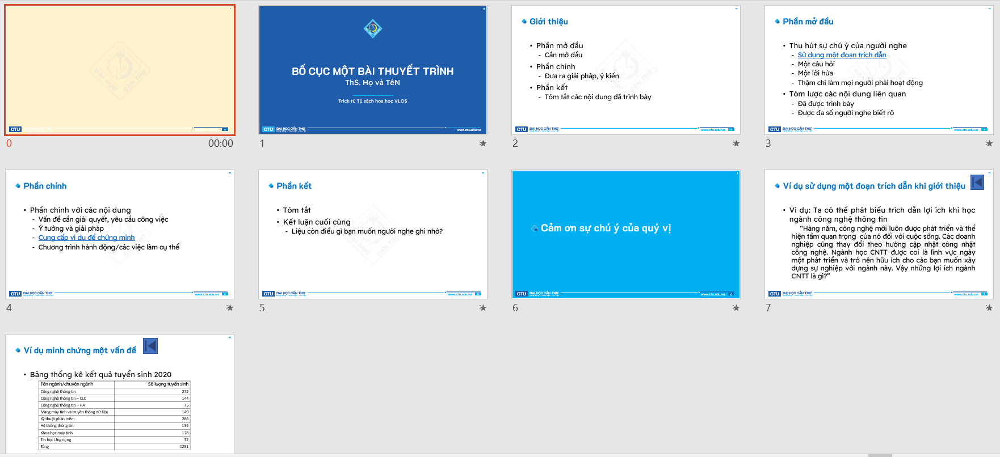 ĐẠI HỌC
CẦN THƠ
CTU
0
0
00:00
BỐ CỤC MỘT BÀI THUYẾT TRÌNH
ThS. Họ và TêN
Trích từ Tủ sách hoa học VLOS
CTU ĐẠI HỌC CẦN THƠ
www.ctu.edu.vn
1
Giới thiệu
• Phần mở đầu
- Cần mở đầu
• Phần chính
- Đưa ra giải pháp, ý kiến
• Phần kết
- Tóm tắt các nội dung đã trình bày
CTU ĐẠI HỌC CẦN THƠ
www.ctu.edu.vn
2
Phần mở đầu
• Thu hút sự chú ý của người nghe
- Sử dụng một đoạn trích dẫn
- Một câu hỏi
- Một lời hứa
- Thậm chí làm mọi người phải hoạt động
• Tóm lược các nội dung liên quan
- Đã được trình bày
- Được đa số người nghe biết rõ
CTU ĐẠI HỌC CẦN THƠ
www.ctu.edu.vn
3
Phần chính
• Phần chính với các nội dung
- Vấn đề cần giải quyết, yêu cầu công việc
- Ý tưởng và giải pháp
- Cung cấp ví dụ để chứng minh
- Chương trình hành động/các việc làm cụ thể
CTU ĐẠI HỌC CẦN THƠ
www.ctu.edu.vn
4
Phần kết
• Tóm tắt
• Kết luận cuối cùng
- Liệu còn điều gì bạn muốn người nghe ghi nhớ?
CTU ĐẠI HỌC CẦN THƠ
www.ctu.edu.vn
5
Cảm ơn sự chú ý của quý vị
CTU ĐẠI HỌC CẦN THƠ
www.ctu.edu.vn 6
6
Ví dụ sử dụng một đoạn trích dẫn khi giới thiệu
• Ví dụ: Ta có thể phát biểu trích dẫn lợi ích khi học
ngành công nghệ thông tin
“Hàng năm, công nghệ mới luôn được phát triển và thể
hiện tầm quan trọng của nó đối với cuộc sống. Các doanh
nghiệp cũng thay đổi theo hướng cập nhật công nhật
công nghệ. Ngành học CNTT được coi là lĩnh vực ngày
một phát triển và trở nên hữu ích cho các bạn muốn xây
dựng sự nghiệp với ngành này. Vậy những lợi ích ngành
CNTT là gì?”
CTU ĐẠI HỌC CẦN THƠ
www.ctu.edu.vn 7
7
Ví dụ minh chứng một vấn đề
• Bảng thống kê kết quả tuyển sinh 2020
Tên ngành/chuyên ngành Số lượng tuyển sinh
Công nghệ thông tin 272
Công nghệ thông tin – CLC 144
Công nghệ thông tin – HA 75
Mạng máy tính và truyền thông dữ liệu 149
Kỹ thuật phần mềm 266
Hệ thống thông tin 135
Khoa học máy tính 178
Tin học Ứng dụng 32
Tổng 1251